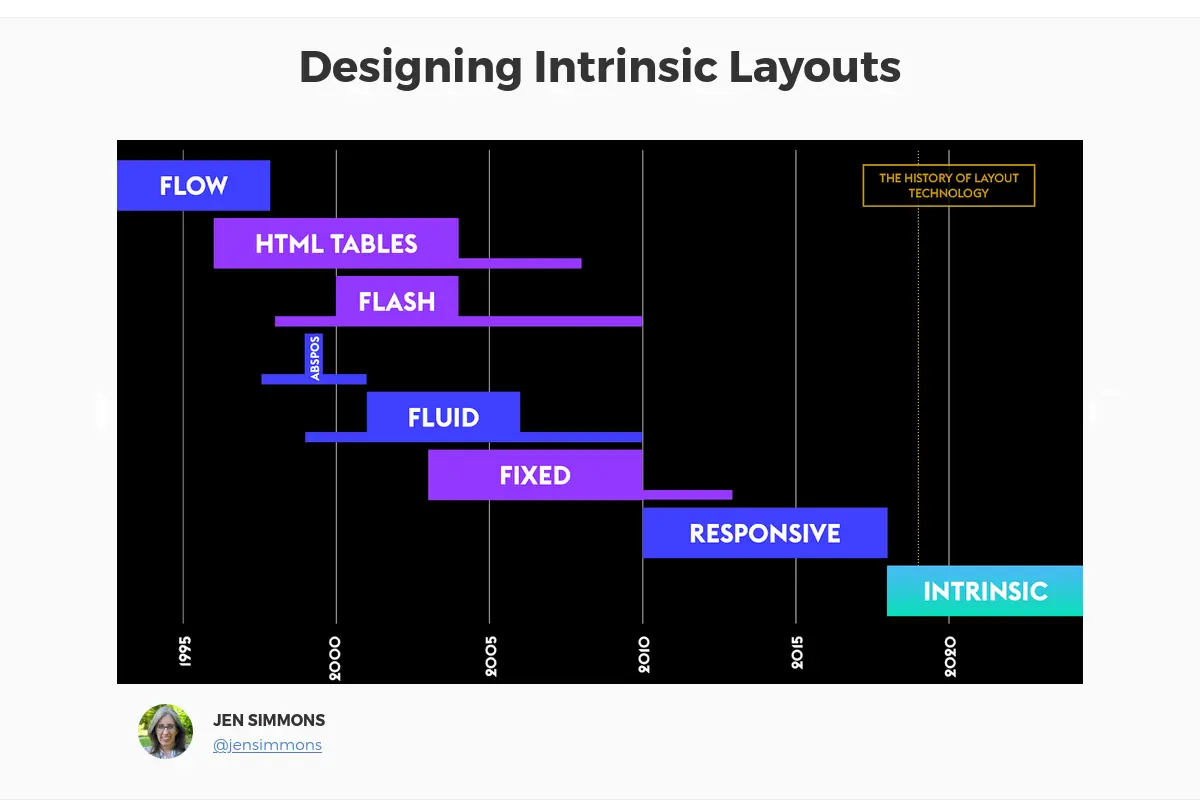 Designing Intrinsic Layouts
FLOW
THE HISTORY OF LAYOUT
TECHNOLOGY
HTML TABLES
FLASH
ABSPOS
FLUID
FIXED
RESPONSIVE
INTRINSIC
1995
2000
2005
2010
2015
2020
JEN SIMMONS
@jensimmons